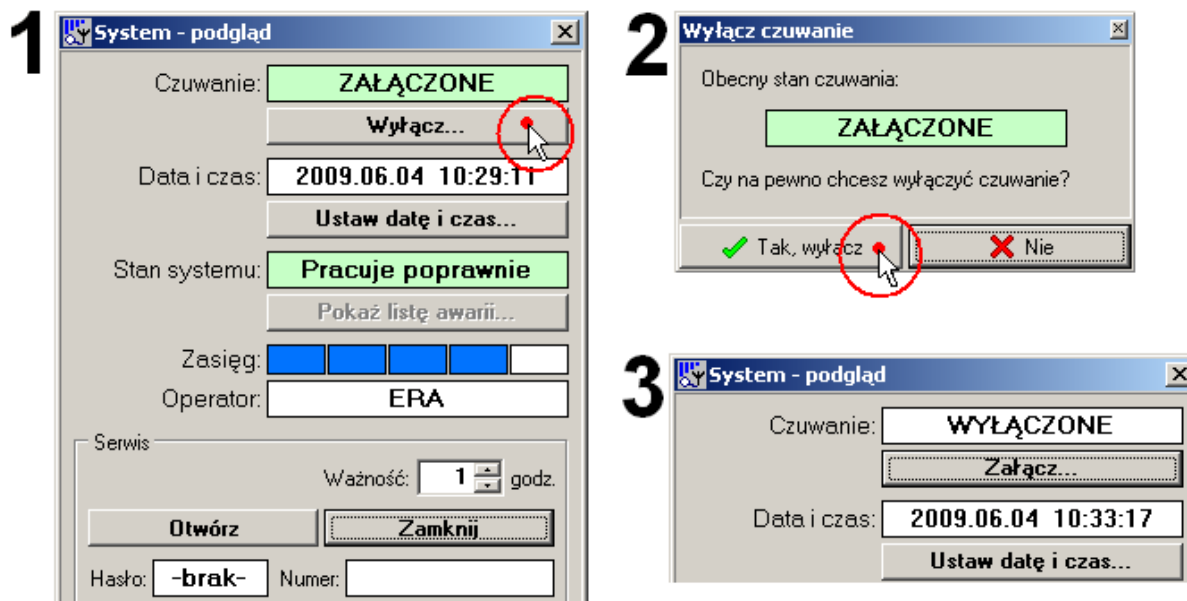 1
System - podgląd
Czuwanie: ZAŁĄCZONE
Wyłącz...
Data i czas: 2009.06.04 10:29:11
Ustaw datę i czas...
Stan systemu: Pracuje poprawnie
Pokaż listę awarii...
Zasięg:
Operator: ERA
Serwis
Ważność: 1 godz.
Otwórz Zamknij
Hasło: -brak- Numer:
2
Wyłącz czuwanie
Obecny stan czuwania:
ZAŁĄCZONE
Czy na pewno chcesz wyłączyć czuwanie?
Tak, wyłącz Nie
3
System - podgląd
Czuwanie: WYŁĄCZONE
Załącz...
Data i czas: 2009.06.04 10:33:17
Ustaw datę i czas...